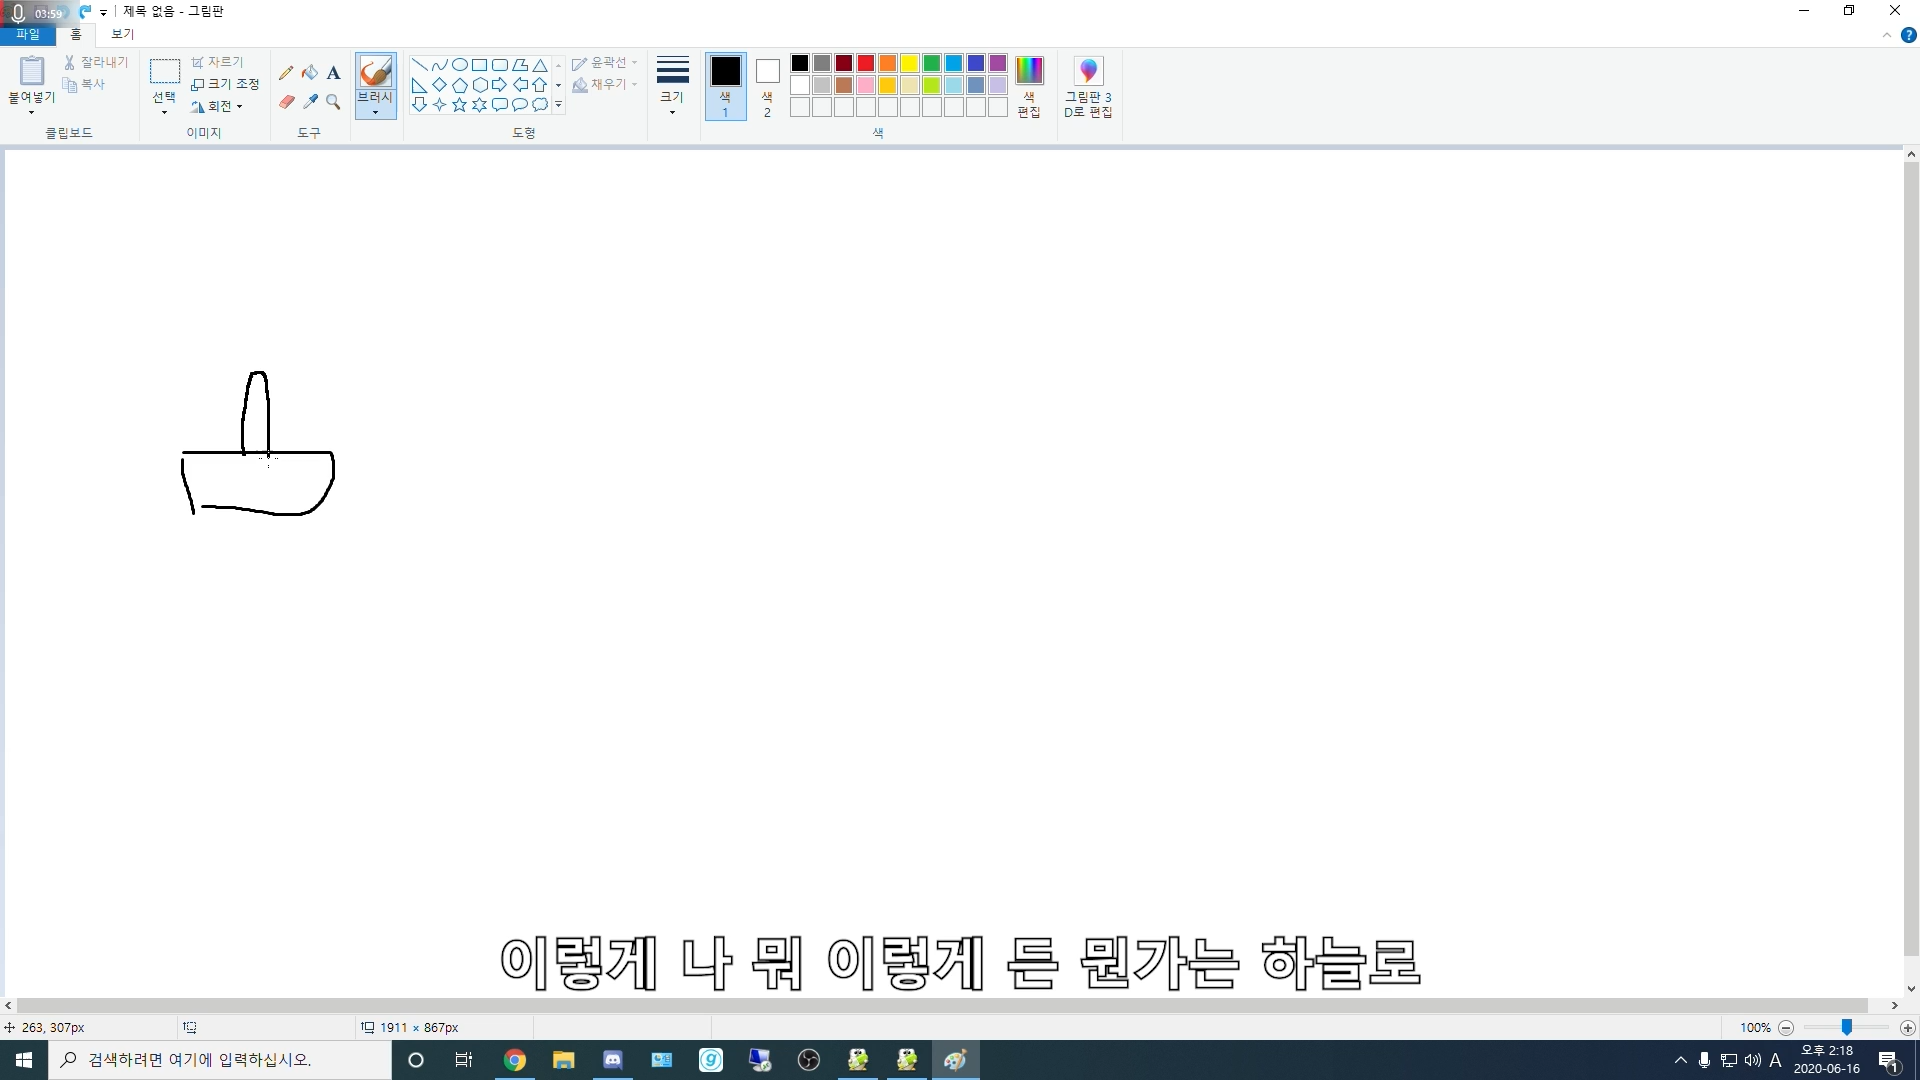 03:59
제목 없음 - 그림판
파일 홈 보기
붙여넣기
잘라내기
복사
클립보드
선택
자르기
크기 조정
회전
이미지
A
도구
브러시
윤곽선
채우기
도형
크기
색
1
색
2
색
편집
색
그림판 3
D로 편집
이렇게 나 뭐 이렇게 든 뭔가는 하늘로
263, 307px
1911 × 867px
100%
검색하려면 여기에 입력하십시오.
A
오후 2:18
2020-06-16
1